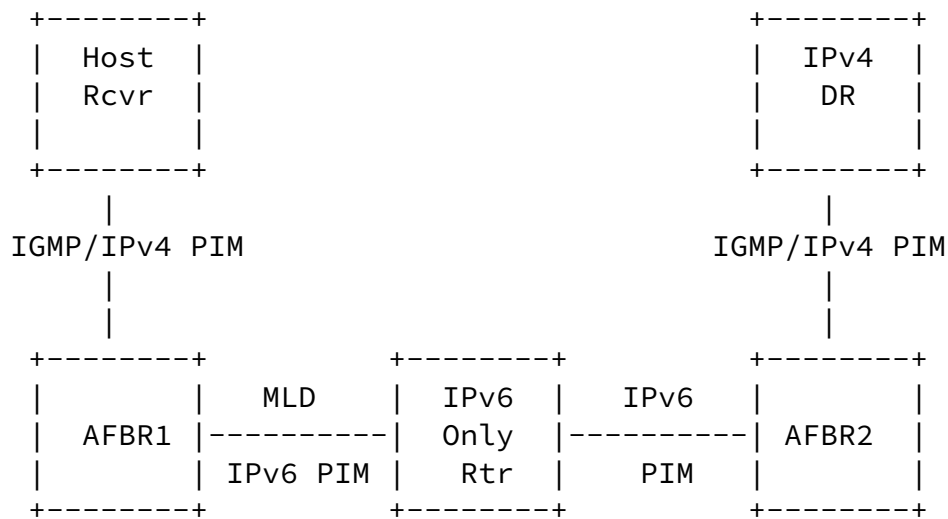 Host IPv4
Rcvr DR
IGMP/IPv4 PIM IGMP/IPv4 PIM
MLD IPv6 IPv6
AFBR1 Only AFBR2
IPv6 PIM Rtr PIM